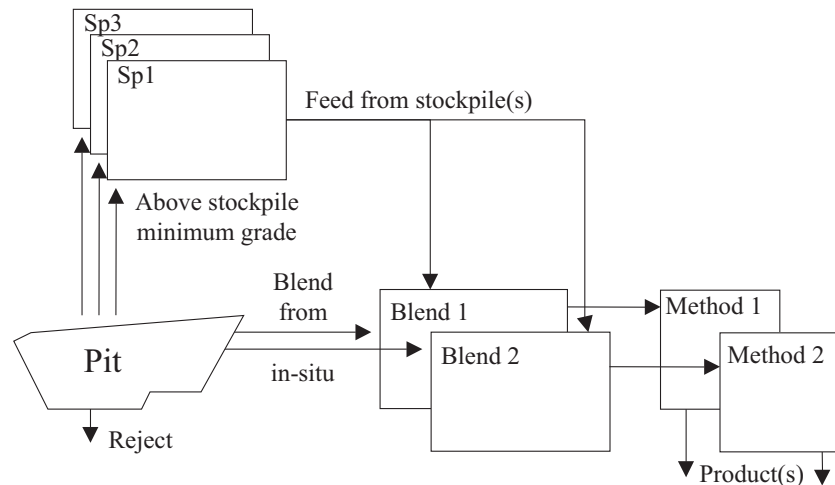 Sp3
Sp2
Sp1
Feed from stockpile(s)
Above stockpile
minimum grade
Blend
from
in-situ
Pit
Reject
Blend 1
Blend 2
Method 1
Method 2
Product(s)